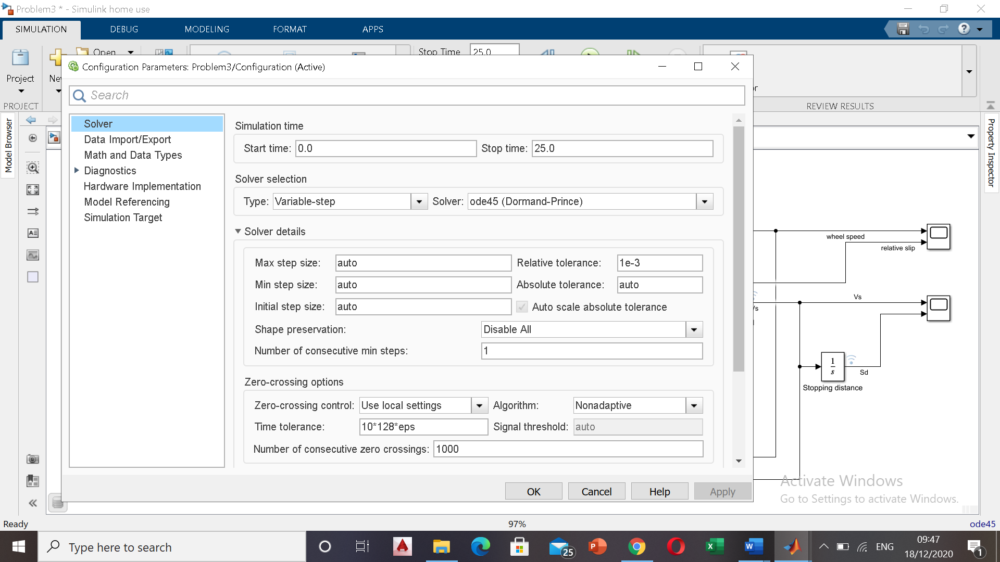 Problem3 * - Simulink home use
SIMULATION DEBUG MODELING FORMAT APPS
Open Stop Time 25.0
Project
PROJECT REVIEW RESULTS
Configuration Parameters: Problem3/Configuration (Active)
Search
Model Browser
Property Inspector
Solver
Data Import/Export
Math and Data Types
Diagnostics
Hardware Implementation
Model Referencing
Simulation Target
Simulation time
Start time: 0.0 Stop time: 25.0
Solver selection
Type: Variable-step Solver: ode45 (Dormand-Prince)
Solver details
Max step size: auto Relative tolerance: 1e-3
Min step size: auto Absolute tolerance: auto
Initial step size: auto Auto scale absolute tolerance
Shape preservation: Disable All
Number of consecutive min steps: 1
Zero-crossing options
Zero-crossing control: Use local settings Algorithm: Nonadaptive
Time tolerance: 10*128*eps Signal threshold: auto
Number of consecutive zero crossings: 1000
OK Cancel Help Apply
wheel speed
relative slip
Vs
1
s
Sd
Stopping distance
Activate Windows
Go to Settings to activate Windows.
Ready 97% ode45
Type here to search
25
ENG
09:47
18/12/2020
1